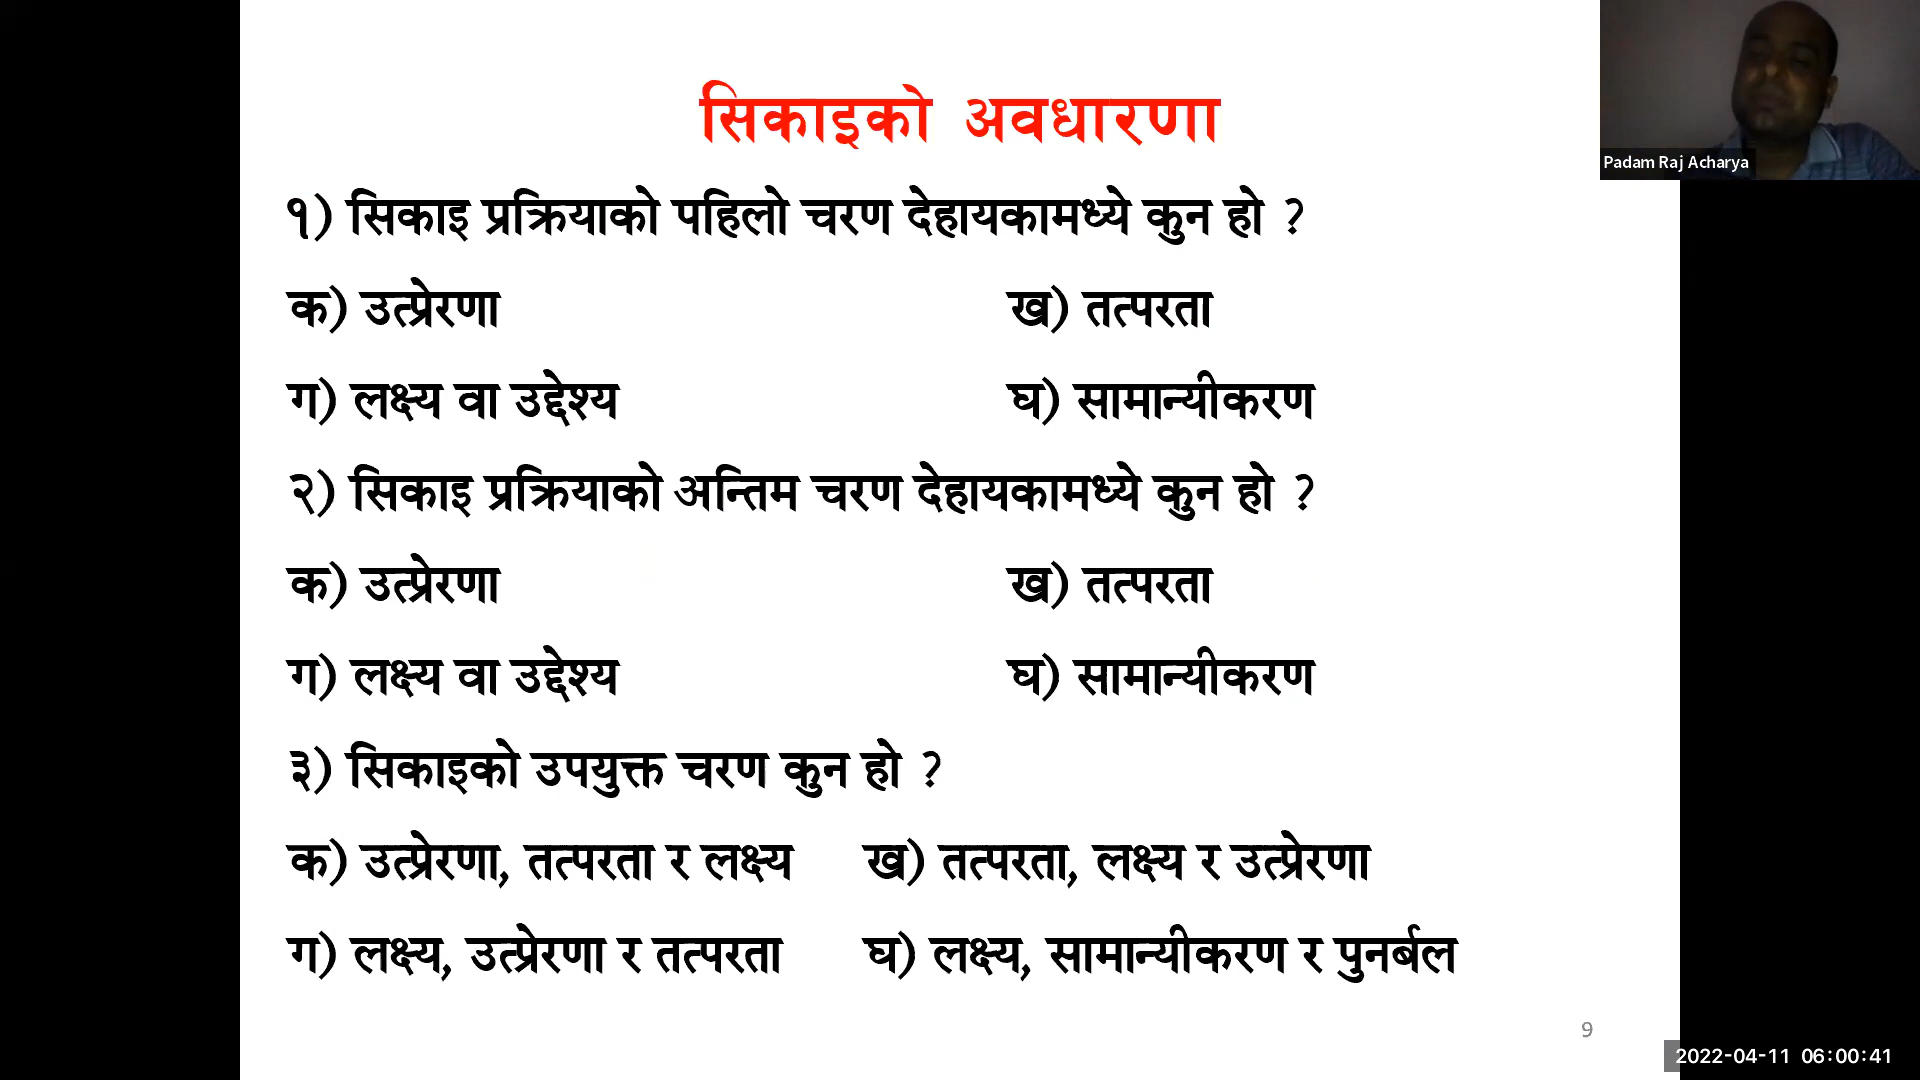 सिकाइको अवधारणा
Padam Raj Acharya
१) सिकाइ प्रक्रियाको पहिलो चरण देहायकामध्ये कुन हो ?
क) उत्प्रेरणा ख) तत्परता
ग) लक्ष्य वा उद्देश्य घ) सामान्यीकरण
२) सिकाइ प्रक्रियाको अन्तिम चरण देहायकामध्ये कुन हो ?
क) उत्प्रेरणा ख) तत्परता
ग) लक्ष्य वा उद्देश्य घ) सामान्यीकरण
३) सिकाइको उपयुक्त चरण कुन हो ?
क) उत्प्रेरणा, तत्परता र लक्ष्य ख) तत्परता, लक्ष्य र उत्प्रेरणा
ग) लक्ष्य, उत्प्रेरणा र तत्परता घ) लक्ष्य, सामान्यीकरण र पुनर्बल
9
2022-04-11 06:00:41